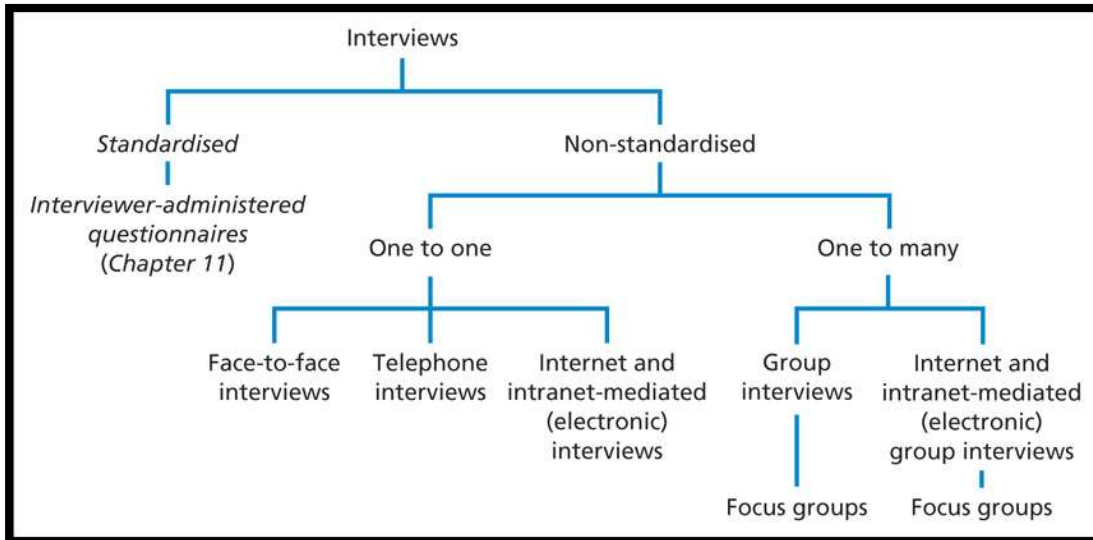 Interviews
Standardised
Non-standardised
Interviewer-administered
questionnaires
(Chapter 11)
One to one
One to many
Face-to-face
interviews
Telephone
interviews
Internet and
intranet-mediated
(electronic)
interviews
Group
interviews
Internet and
intranet-mediated
(electronic)
group interviews
Focus groups
Focus groups